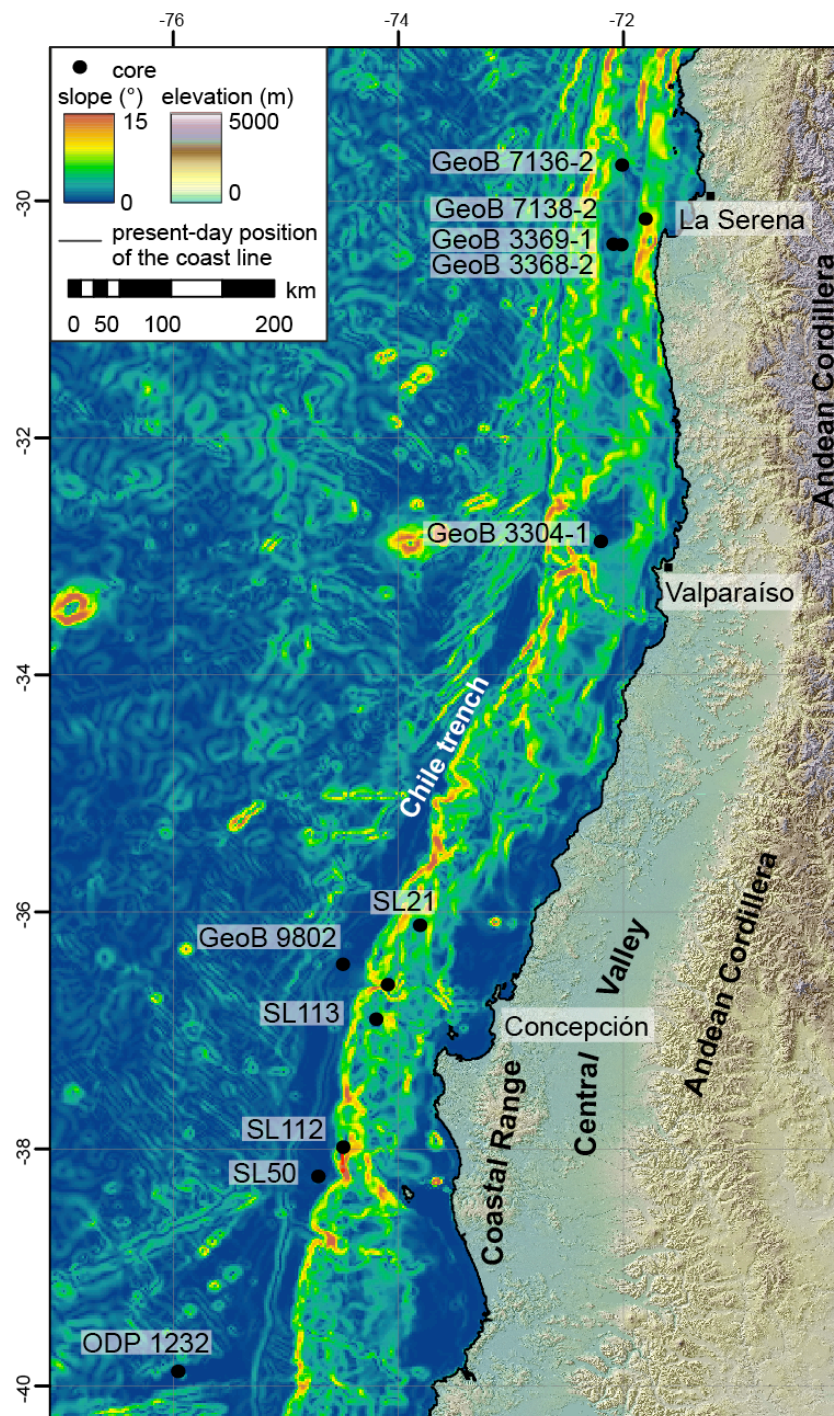 -76
-74
-72
core
slope (°)
elevation (m)
15
5000
0
0
present-day position
of the coast line
km
0
50
100
200
-30
-32
-34
-36
-38
-40
GeoB 7136-2
GeoB 7138-2
GeoB 3369-1
GeoB 3368-2
La Serena
Andean Cordillera
GeoB 3304-1
Valparaíso
Chile trench
SL21
GeoB 9802
SL113
Concepción
Central Valley
Andean Cordillera
Coastal Range
SL112
SL50
ODP 1232